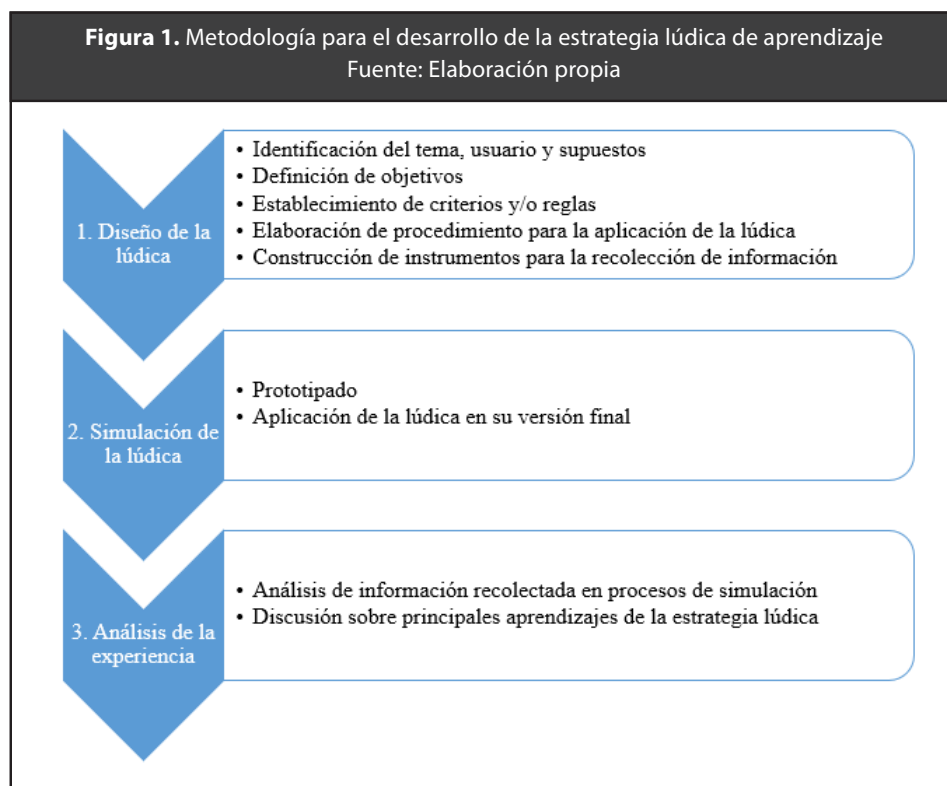 Figura 1. Metodología para el desarrollo de la estrategia lúdica de aprendizaje
Fuente: Elaboración propia
1. Diseño de la
lúdica
• Identificación del tema, usuario y supuestos
• Definición de objetivos
• Establecimiento de criterios y/o reglas
• Elaboración de procedimiento para la aplicación de la lúdica
• Construcción de instrumentos para la recolección de información
2. Simulación de
la lúdica
• Prototipado
• Aplicación de la lúdica en su versión final
3. Análisis de la
experiencia
• Análisis de información recolectada en procesos de simulación
• Discusión sobre principales aprendizajes de la estrategia lúdica